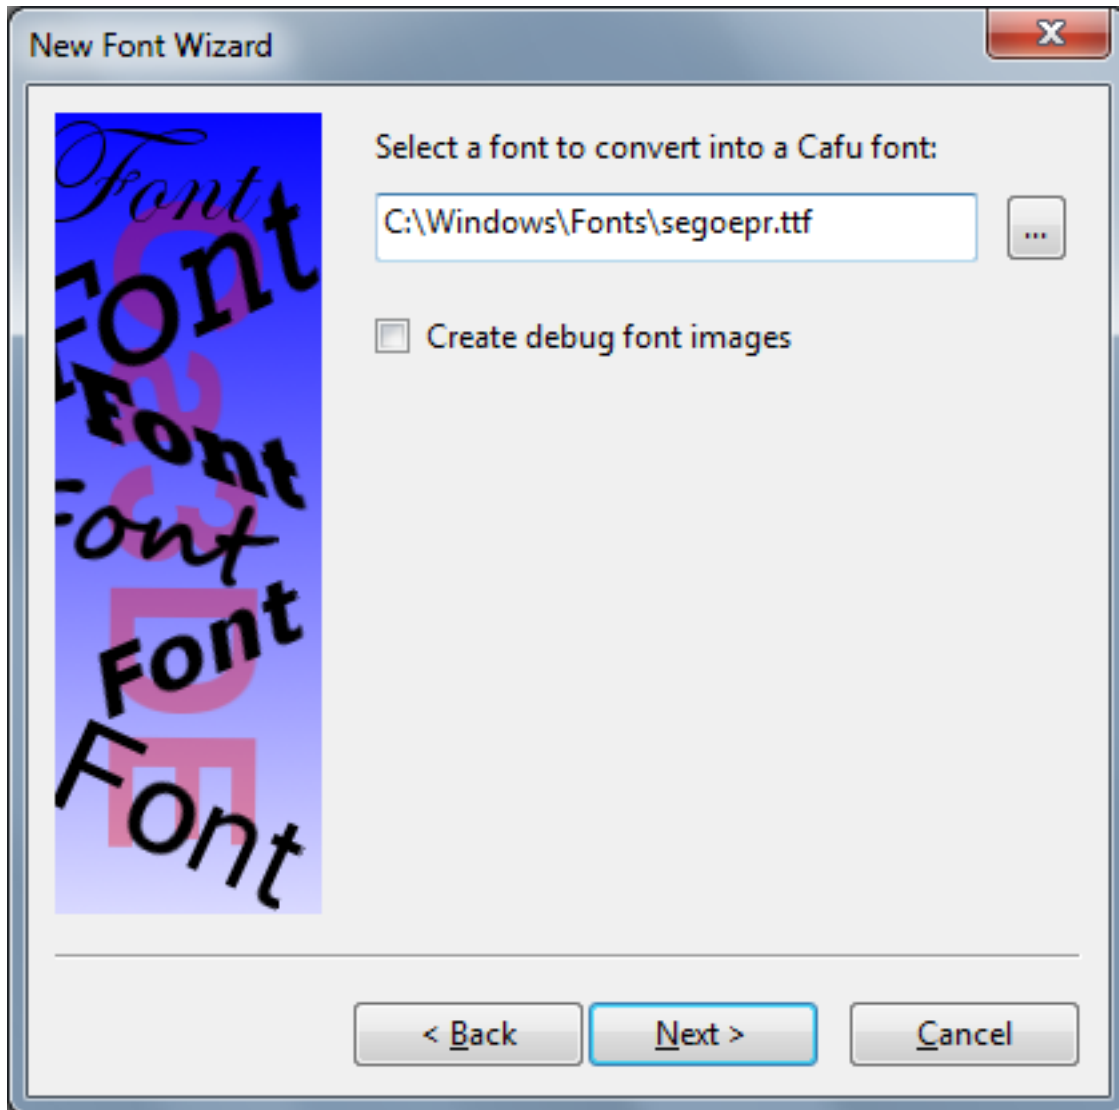 New Font Wizard
Font
Font
Font
Font
Font
Font
Ca3DE
Select a font to convert into a Cafu font:
C:\Windows\Fonts\segoepr.ttf
...
Create debug font images
< Back
Next >
Cancel